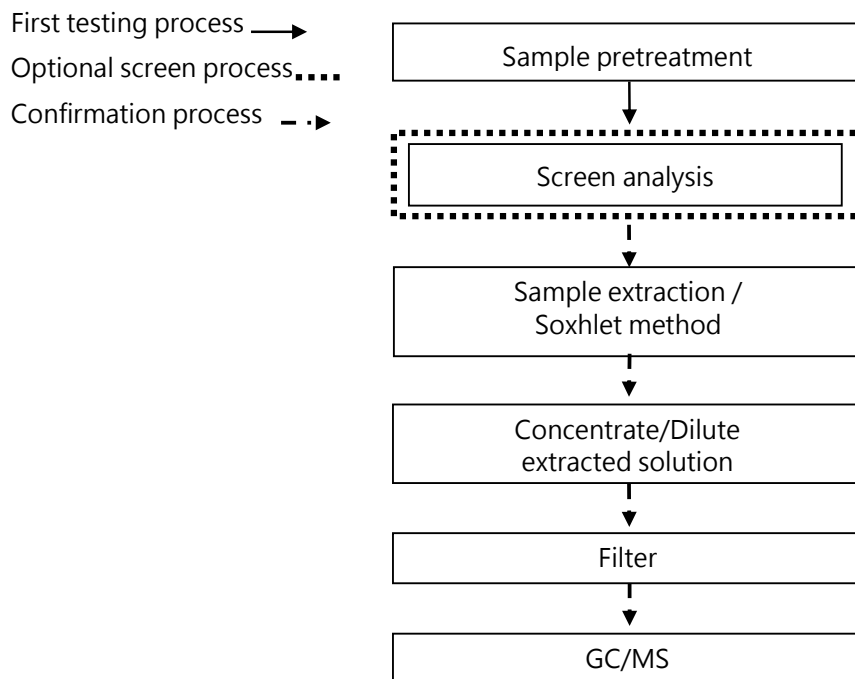 First testing process
Optional screen process
Confirmation process
Sample pretreatment
Screen analysis
Sample extraction /
Soxhlet method
Concentrate/Dilute
extracted solution
Filter
GC/MS